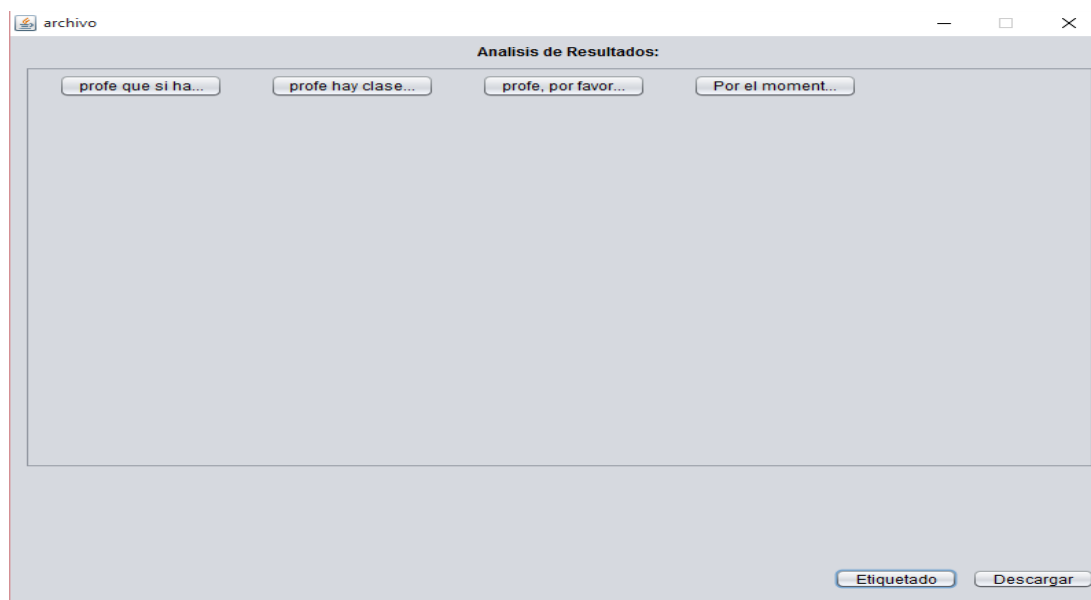 archivo
Analisis de Resultados:
profe que si ha... profe hay clase... profe, por favor... Por el moment...
Etiquetado Descargar